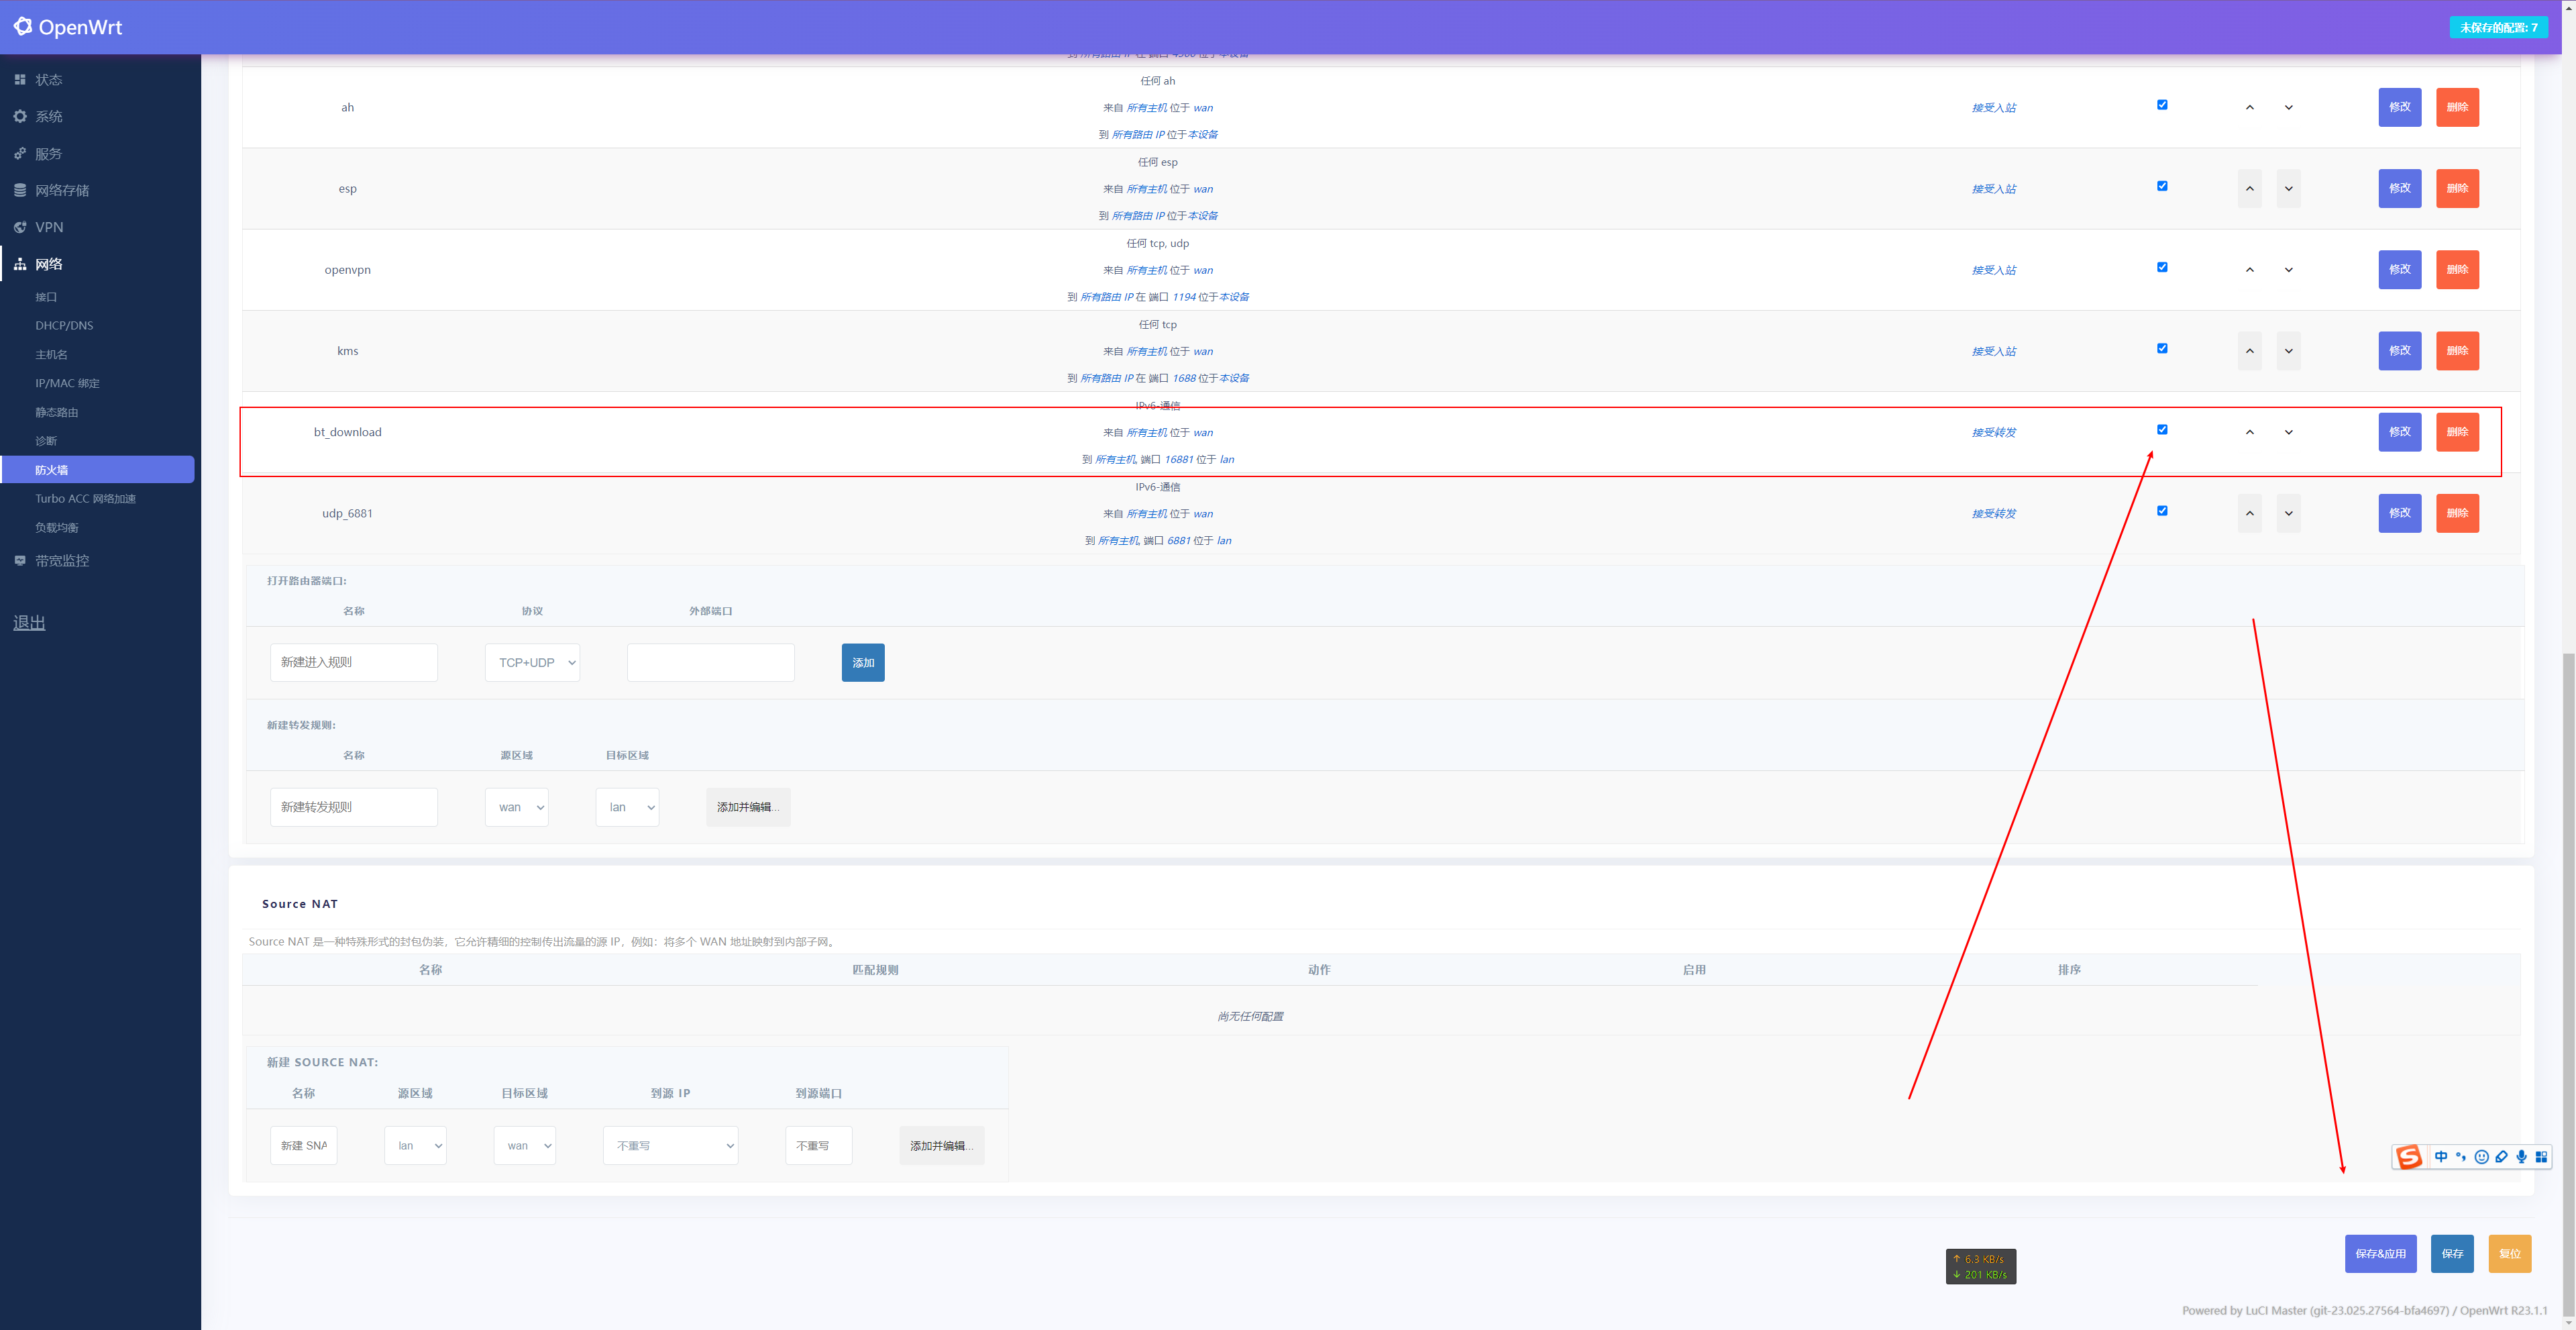 OpenWrt
未保存的配置: 7
状态
系统
服务
网络存储
VPN
网络
接口
DHCP/DNS
主机名
IP/MAC 绑定
静态路由
诊断
防火墙
Turbo ACC 网络加速
负载均衡
带宽监控
退出
到 所有路由 IP 在 端口 4500 位于本设备
任何 ah
ah
来自 所有主机 位于 wan
接受入站
修改
删除
到 所有路由 IP 位于本设备
任何 esp
esp
来自 所有主机 位于 wan
接受入站
修改
删除
到 所有路由 IP 位于本设备
任何 tcp, udp
openvpn
来自 所有主机 位于 wan
接受入站
修改
删除
到 所有路由 IP 在 端口 1194 位于本设备
任何 tcp
kms
来自 所有主机 位于 wan
接受入站
修改
删除
到 所有路由 IP 在 端口 1688 位于本设备
IPv6-通信
bt_download
来自 所有主机 位于 wan
接受转发
修改
删除
到 所有主机, 端口 16881 位于 lan
IPv6-通信
udp_6881
来自 所有主机 位于 wan
接受转发
修改
删除
到 所有主机, 端口 6881 位于 lan
打开路由器端口:
名称 协议 外部端口
新建进入规则 TCP+UDP 添加
新建转发规则:
名称 源区域 目标区域
新建转发规则 wan lan 添加并编辑...
Source NAT
Source NAT 是一种特殊形式的封包伪装，它允许精细的控制传出流量的源 IP，例如：将多个 WAN 地址映射到内部子网。
名称 匹配规则 动作 启用 排序
尚无任何配置
新建 SOURCE NAT:
名称 源区域 目标区域 到源 IP 到源端口
新建 SNA lan wan 不重写 不重写 添加并编辑...
中
保存&应用 保存 复位
↑ 6.3 KB/s
↓ 201 KB/s
Powered by LuCI Master (git-23.025.27564-bfa4697) / OpenWrt R23.1.1